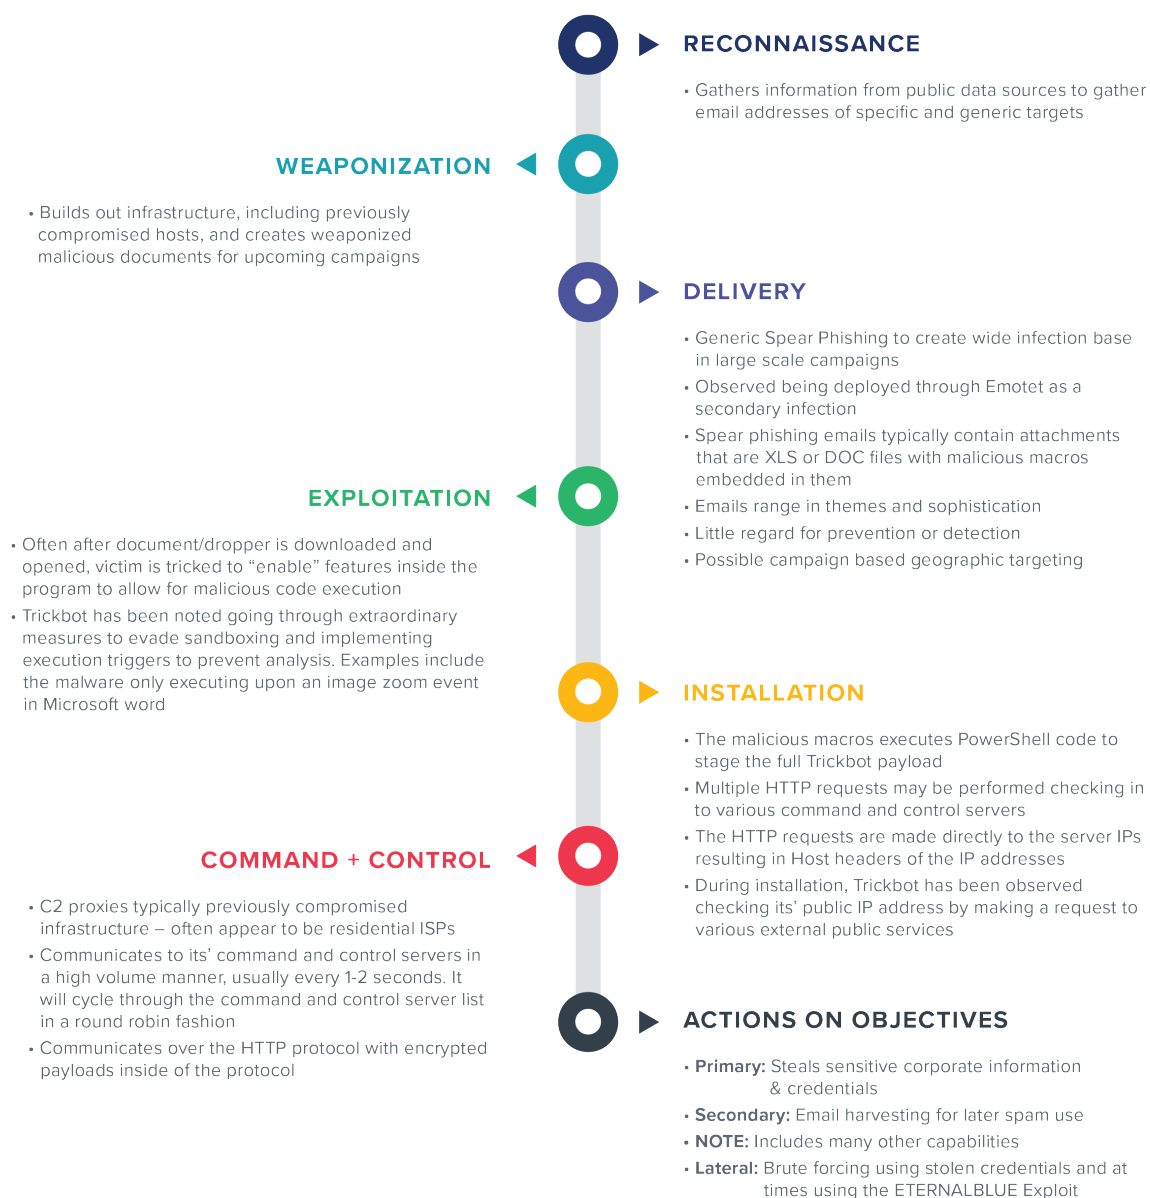 RECONNAISSANCE
• Gathers information from public data sources to gather
email addresses of specific and generic targets
WEAPONIZATION
• Builds out infrastructure, including previously
compromised hosts, and creates weaponized
malicious documents for upcoming campaigns
DELIVERY
• Generic Spear Phishing to create wide infection base
in large scale campaigns
• Observed being deployed through Emotet as a
secondary infection
• Spear phishing emails typically contain attachments
that are XLS or DOC files with malicious macros
embedded in them
• Emails range in themes and sophistication
• Little regard for prevention or detection
• Possible campaign based geographic targeting
EXPLOITATION
• Often after document/dropper is downloaded and
opened, victim is tricked to “enable” features inside the
program to allow for malicious code execution
• Trickbot has been noted going through extraordinary
measures to evade sandboxing and implementing
execution triggers to prevent analysis. Examples include
the malware only executing upon an image zoom event
in Microsoft word
INSTALLATION
• The malicious macros executes PowerShell code to
stage the full Trickbot payload
• Multiple HTTP requests may be performed checking in
to various command and control servers
• The HTTP requests are made directly to the server IPs
resulting in Host headers of the IP addresses
• During installation, Trickbot has been observed
checking its’ public IP address by making a request to
various external public services
COMMAND + CONTROL
• C2 proxies typically previously compromised
infrastructure – often appear to be residential ISPs
• Communicates to its’ command and control servers in
a high volume manner, usually every 1-2 seconds. It
will cycle through the command and control server list
in a round robin fashion
• Communicates over the HTTP protocol with encrypted
payloads inside of the protocol
ACTIONS ON OBJECTIVES
• Primary: Steals sensitive corporate information
& credentials
• Secondary: Email harvesting for later spam use
• NOTE: Includes many other capabilities
• Lateral: Brute forcing using stolen credentials and at
times using the ETERNALBLUE Exploit